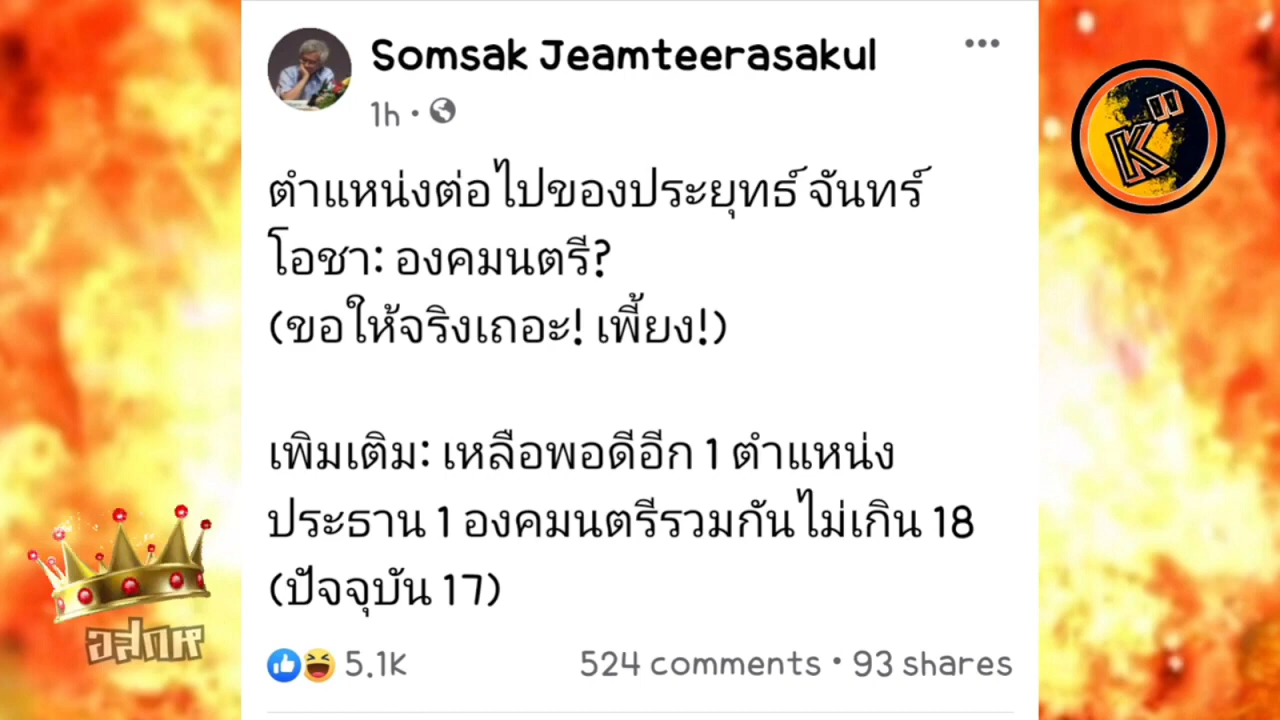 Somsak Jeamteerasakul
1h
K"
ตำแหน่งต่อไปของประยุทธ์ จันทร์
โอชา: องคมนตรี?
(ขอให้จริงเถอะ! เพี้ยง!)
เพิมเติม: เหลือพอดีอีก 1 ตำแหน่ง
ประธาน 1 องคมนตรีรวมกันไม่เกิน 18
(ปัจจุบัน 17)
อสกห
5.1K 524 comments • 93 shares